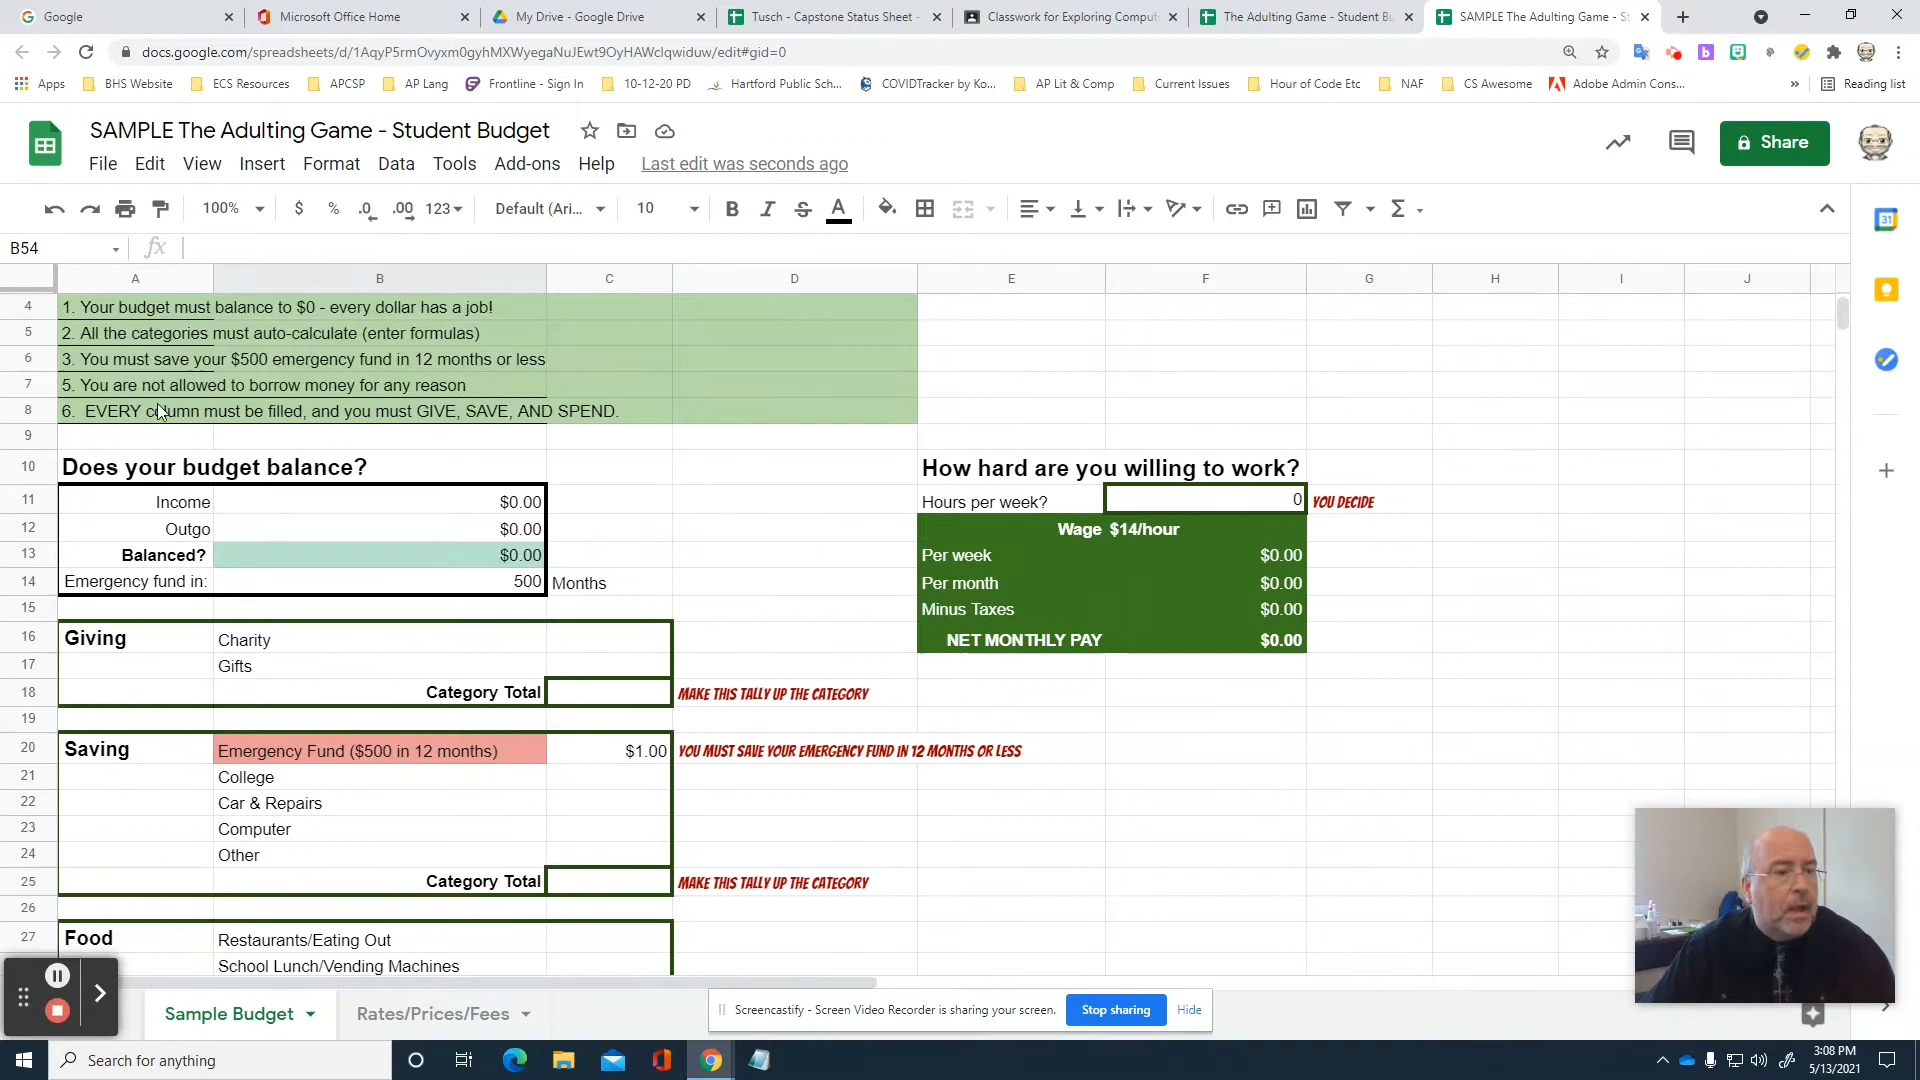 Google
Microsoft Office Home
My Drive - Google Drive
Tusch - Capstone Status Sheet -
Classwork for Exploring Comput
The Adulting Game - Student Bu
SAMPLE The Adulting Game - St
docs.google.com/spreadsheets/d/1AqyP5rmOvyxm0gyhMXWyegaNuJEwt9OyHAWclqwiduw/edit#gid=0
Apps
BHS Website
ECS Resources
APCSP
AP Lang
Frontline - Sign In
10-12-20 PD
Hartford Public Sch...
COVIDTracker by Ko...
AP Lit & Comp
Current Issues
Hour of Code Etc
NAF
CS Awesome
Adobe Admin Cons...
Reading list
SAMPLE The Adulting Game - Student Budget
Share
File Edit View Insert Format Data Tools Add-ons Help Last edit was seconds ago
100% $ % .0 .00 123 Default (Ari... 10 B I S A
B54 fx
A B C D E F G H I J
4 1. Your budget must balance to $0 - every dollar has a job!
5 2. All the categories must auto-calculate (enter formulas)
6 3. You must save your $500 emergency fund in 12 months or less
7 5. You are not allowed to borrow money for any reason
8 6. EVERY column must be filled, and you must GIVE, SAVE, AND SPEND.
9
10 Does your budget balance? How hard are you willing to work?
11 Income $0.00 Hours per week? 0 YOU DECIDE
12 Outgo $0.00 Wage $14/hour
13 Balanced? $0.00 Per week $0.00
14 Emergency fund in: 500 Months Per month $0.00
15 Minus Taxes $0.00
16 Giving Charity NET MONTHLY PAY $0.00
17 Gifts
18 Category Total MAKE THIS TALLY UP THE CATEGORY
19
20 Saving Emergency Fund ($500 in 12 months) $1.00 YOU MUST SAVE YOUR EMERGENCY FUND IN 12 MONTHS OR LESS
21 College
22 Car & Repairs
23 Computer
24 Other
25 Category Total MAKE THIS TALLY UP THE CATEGORY
26
27 Food Restaurants/Eating Out
School Lunch/Vending Machines
Sample Budget
Rates/Prices/Fees
Screencastify - Screen Video Recorder is sharing your screen.
Stop sharing
Hide
Search for anything
3:08 PM
5/13/2021